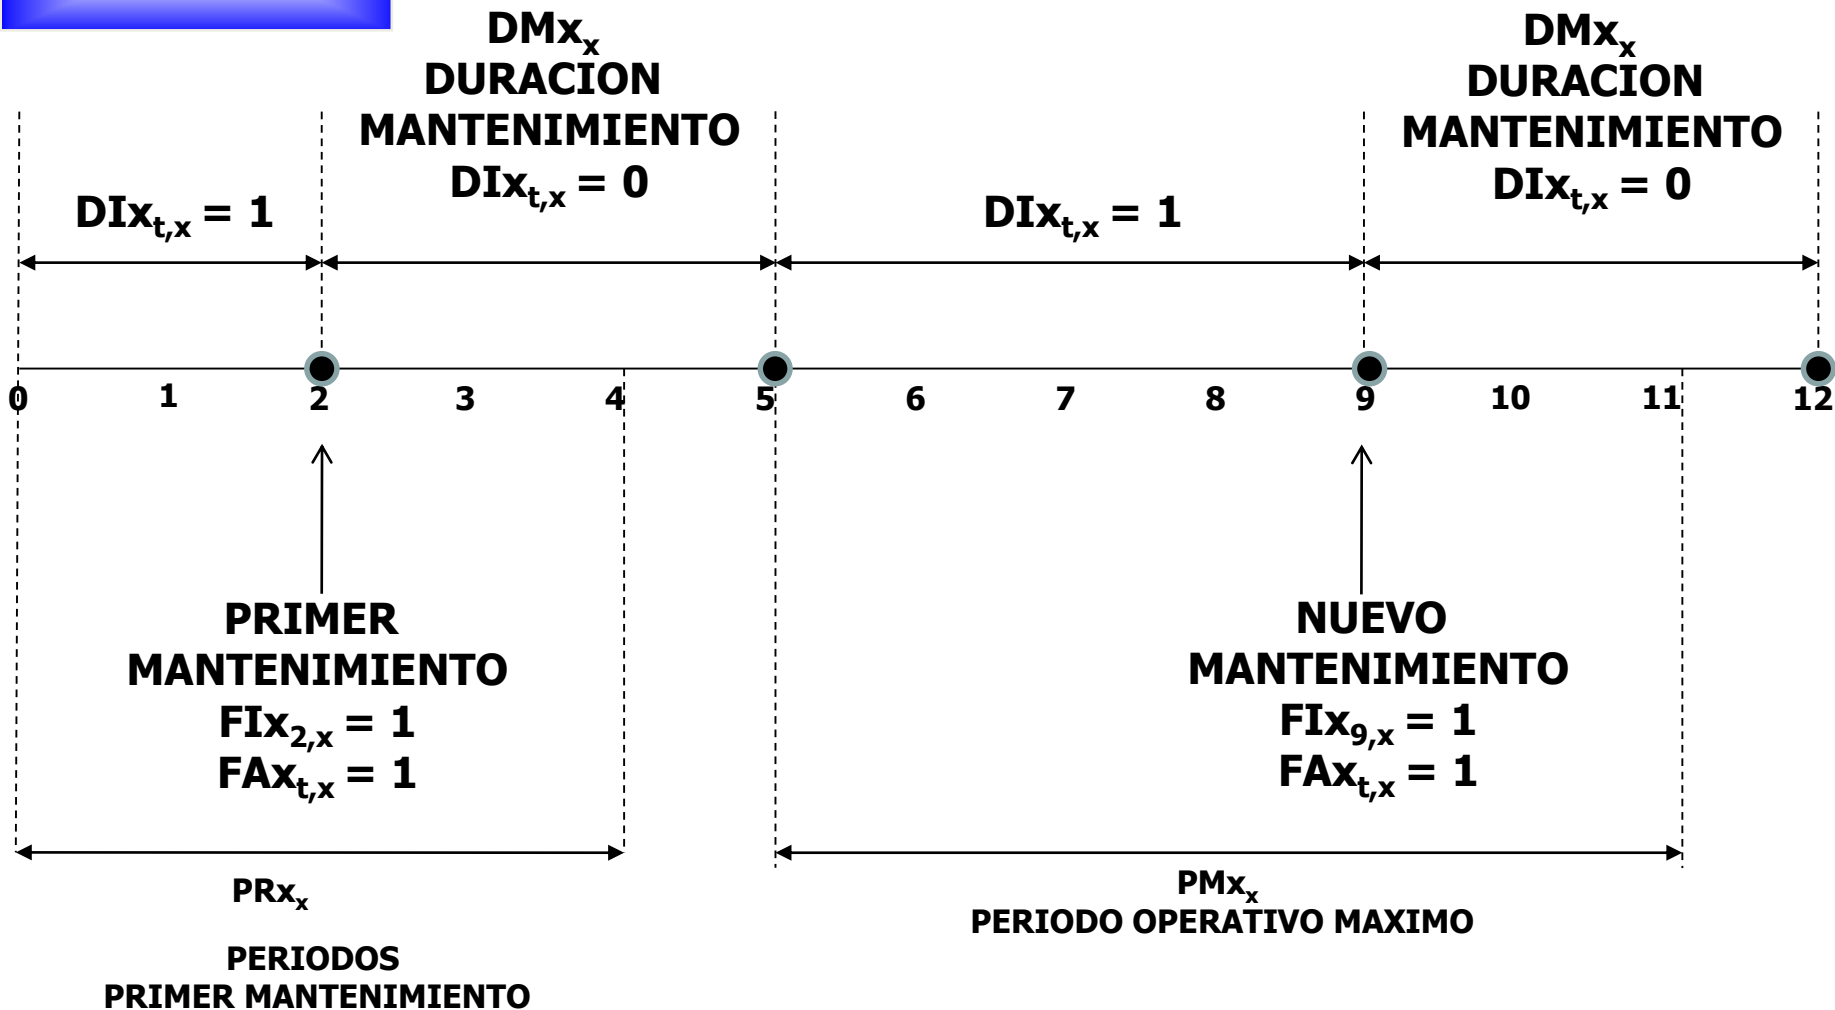 DMx_x
DURACION
MANTENIMIENTO
DIx_t,x = 0
DMx_x
DURACION
MANTENIMIENTO
DIx_t,x = 0
DIx_t,x = 1
DIx_t,x = 1
0 1 2 3 4 5 6 7 8 9 10 11 12
PRIMER
MANTENIMIENTO
FIx_2,x = 1
FAx_t,x = 1
NUEVO
MANTENIMIENTO
FIx_9,x = 1
FAx_t,x = 1
PRx_x
PERIODOS
PRIMER MANTENIMIENTO
PMx_x
PERIODO OPERATIVO MAXIMO